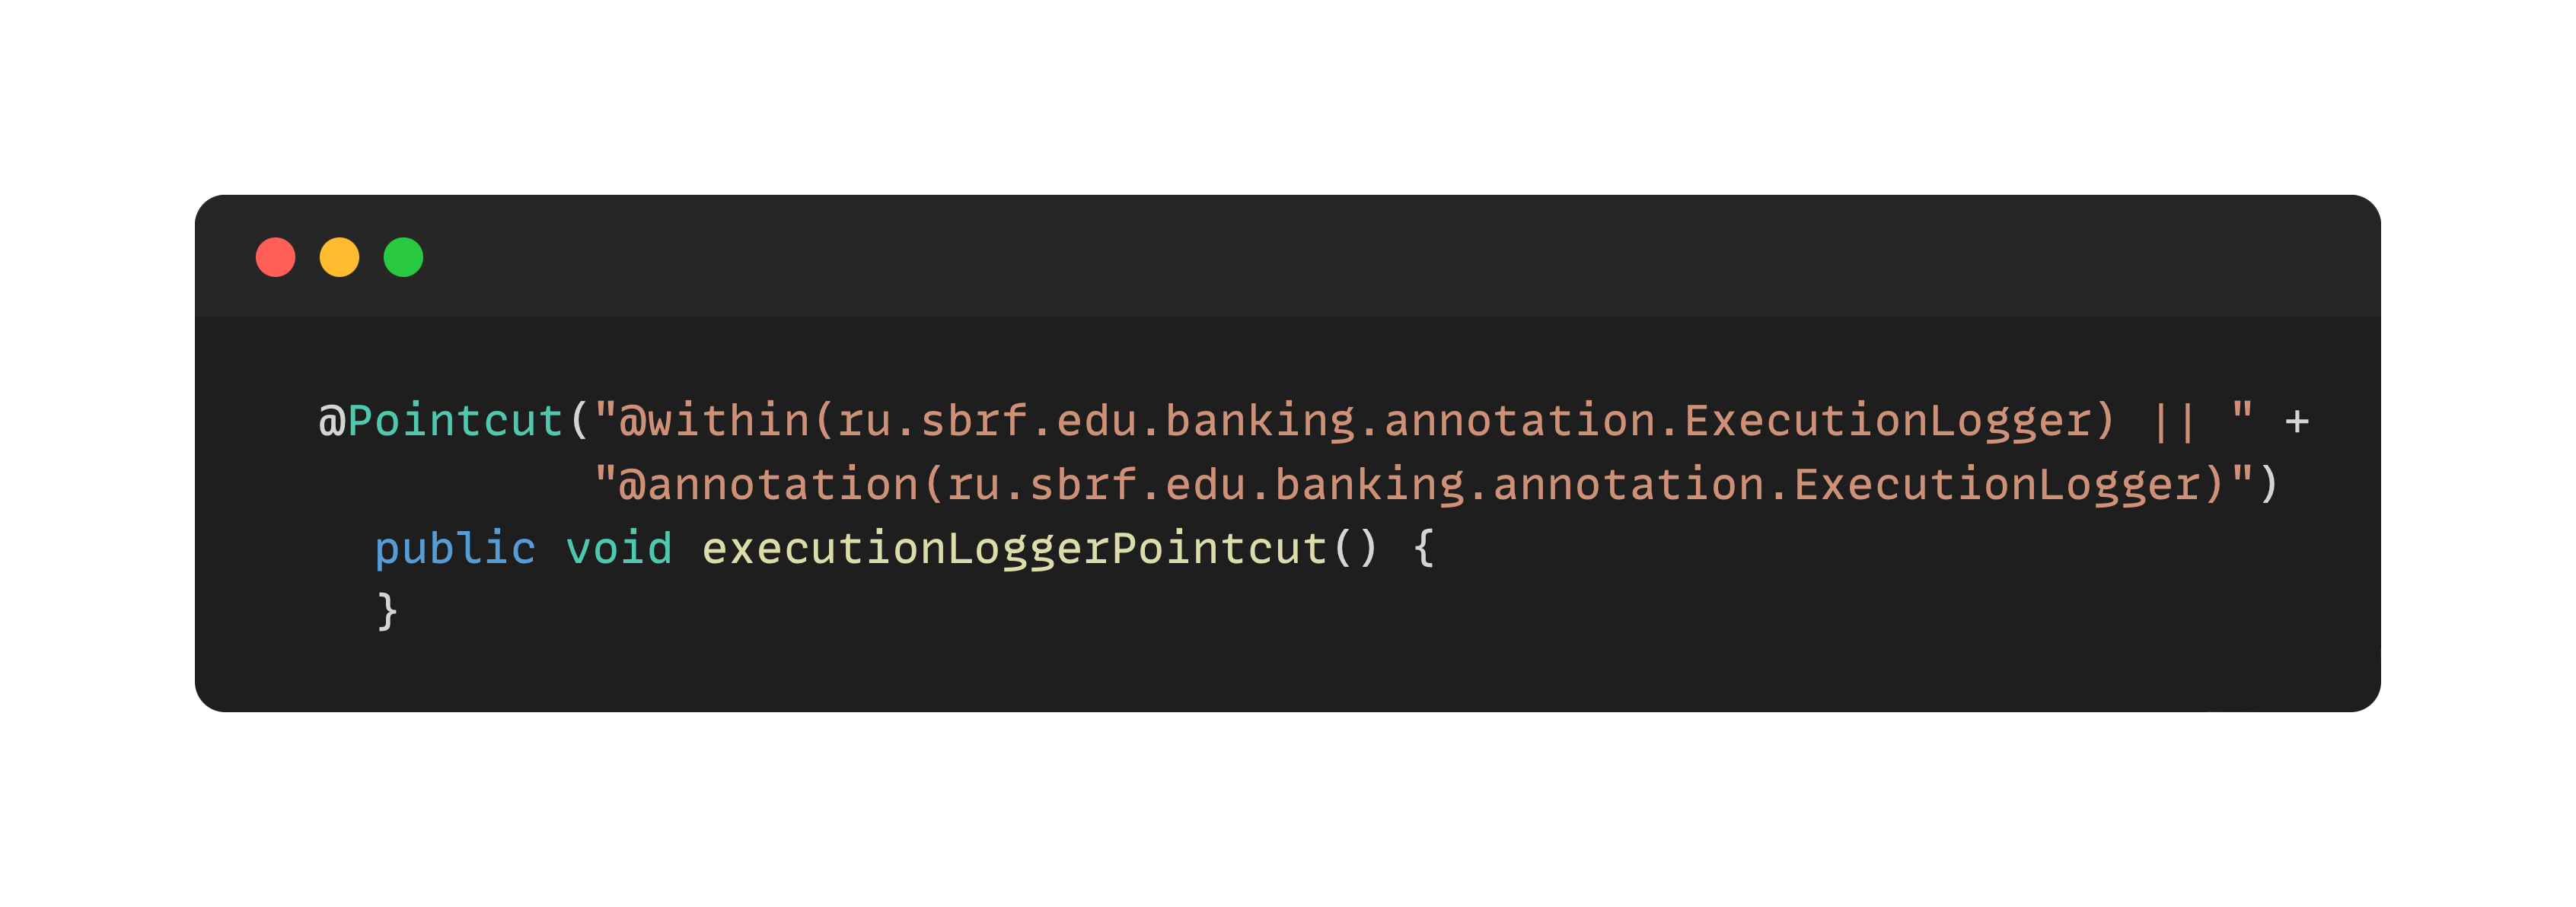 @Pointcut("@within(ru.sbrf.edu.banking.annotation.ExecutionLogger) || " +
"@annotation(ru.sbrf.edu.banking.annotation.ExecutionLogger)")
public void executionLoggerPointcut() {
}